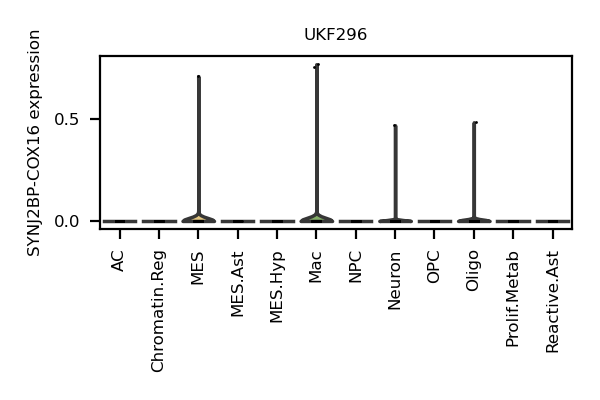 UKF296
SYNJ2BP-COX16 expression
0.5
0.0
AC
Chromatin.Reg
MES
MES.Ast
MES.Hyp
Mac
NPC
Neuron
OPC
Oligo
Prolif.Metab
Reactive.Ast